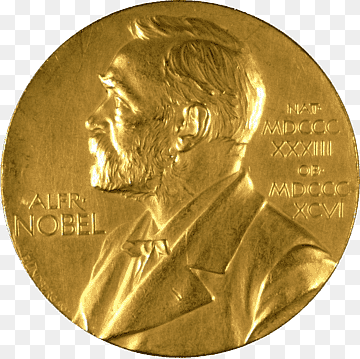 ·ALFR·
NOBEL
NAT·
MDCCC
XXXIII
OB·
MDCCC
XCVI